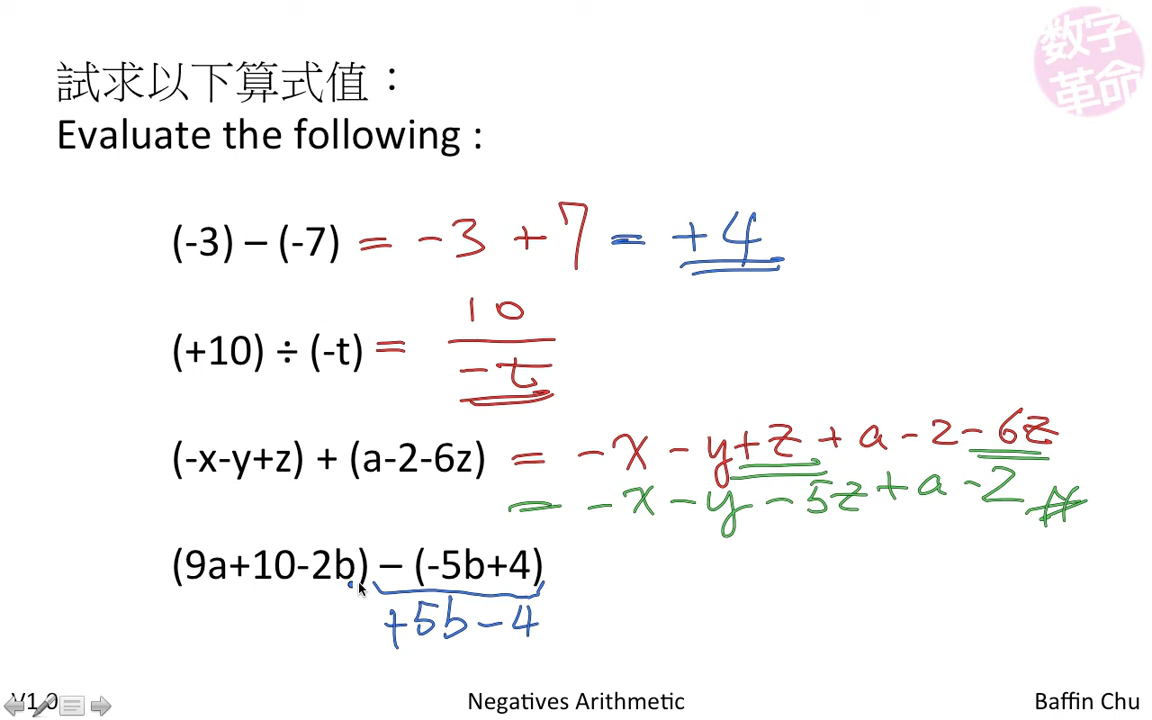 数字
革命
試求以下算式值：
Evaluate the following :
(-3) – (-7) = -3 + 7 = +4
(+10) ÷ (-t) = 10 / -t
(-x-y+z) + (a-2-6z) = -x - y + z + a - 2 - 6z
= -x - y - 5z + a - 2 #
(9a+10-2b) – (-5b+4)
+5b - 4
V1.0 Negatives Arithmetic Baffin Chu